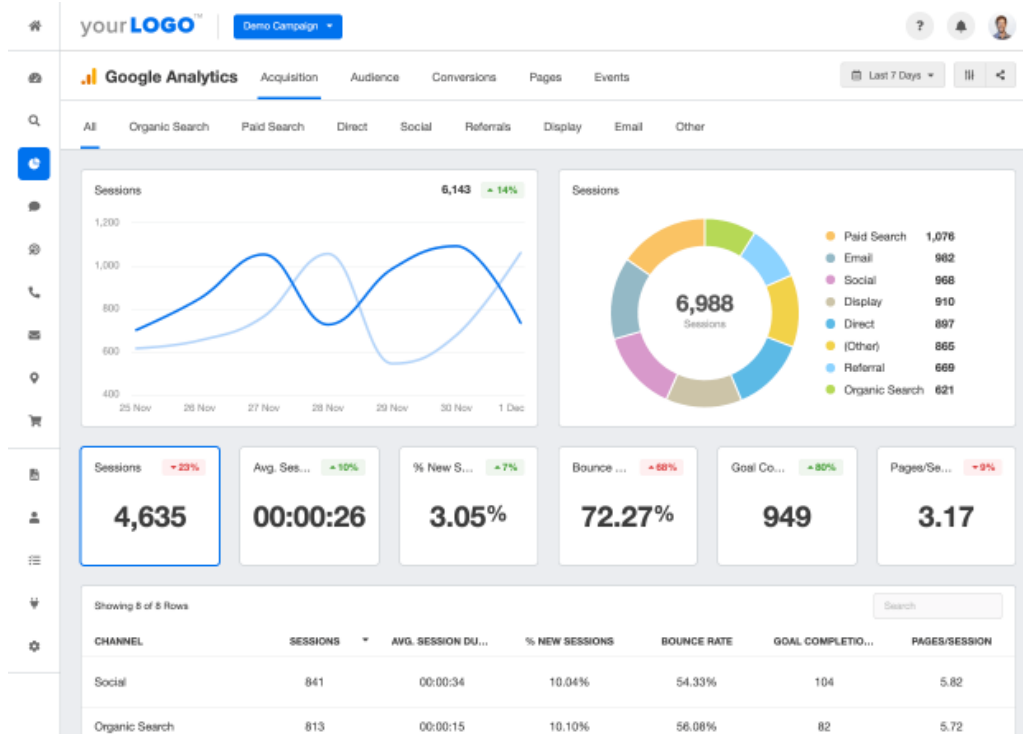 yourLOGO™ Demo Campaign ?
Google Analytics Acquisition Audience Conversions Pages Events Last 7 Days
All Organic Search Paid Search Direct Social Referrals Display Email Other
Sessions 6,143 14%
1,200
1,000
800
600
400
25 Nov 26 Nov 27 Nov 28 Nov 29 Nov 30 Nov 1 Dec
Sessions
6,988
Sessions
Paid Search 1,076
Email 982
Social 968
Display 910
Direct 897
(Other) 865
Referral 669
Organic Search 621
Sessions 23%
4,635
Avg. Ses... 10%
00:00:26
% New S... 7%
3.05%
Bounce ... 68%
72.27%
Goal Co... 80%
949
Pages/Se... 9%
3.17
Showing 8 of 8 Rows Search
CHANNEL SESSIONS AVG. SESSION DU... % NEW SESSIONS BOUNCE RATE GOAL COMPLETIO... PAGES/SESSION
Social 841 00:00:34 10.04% 54.33% 104 5.82
Organic Search 813 00:00:15 10.10% 56.08% 82 5.72